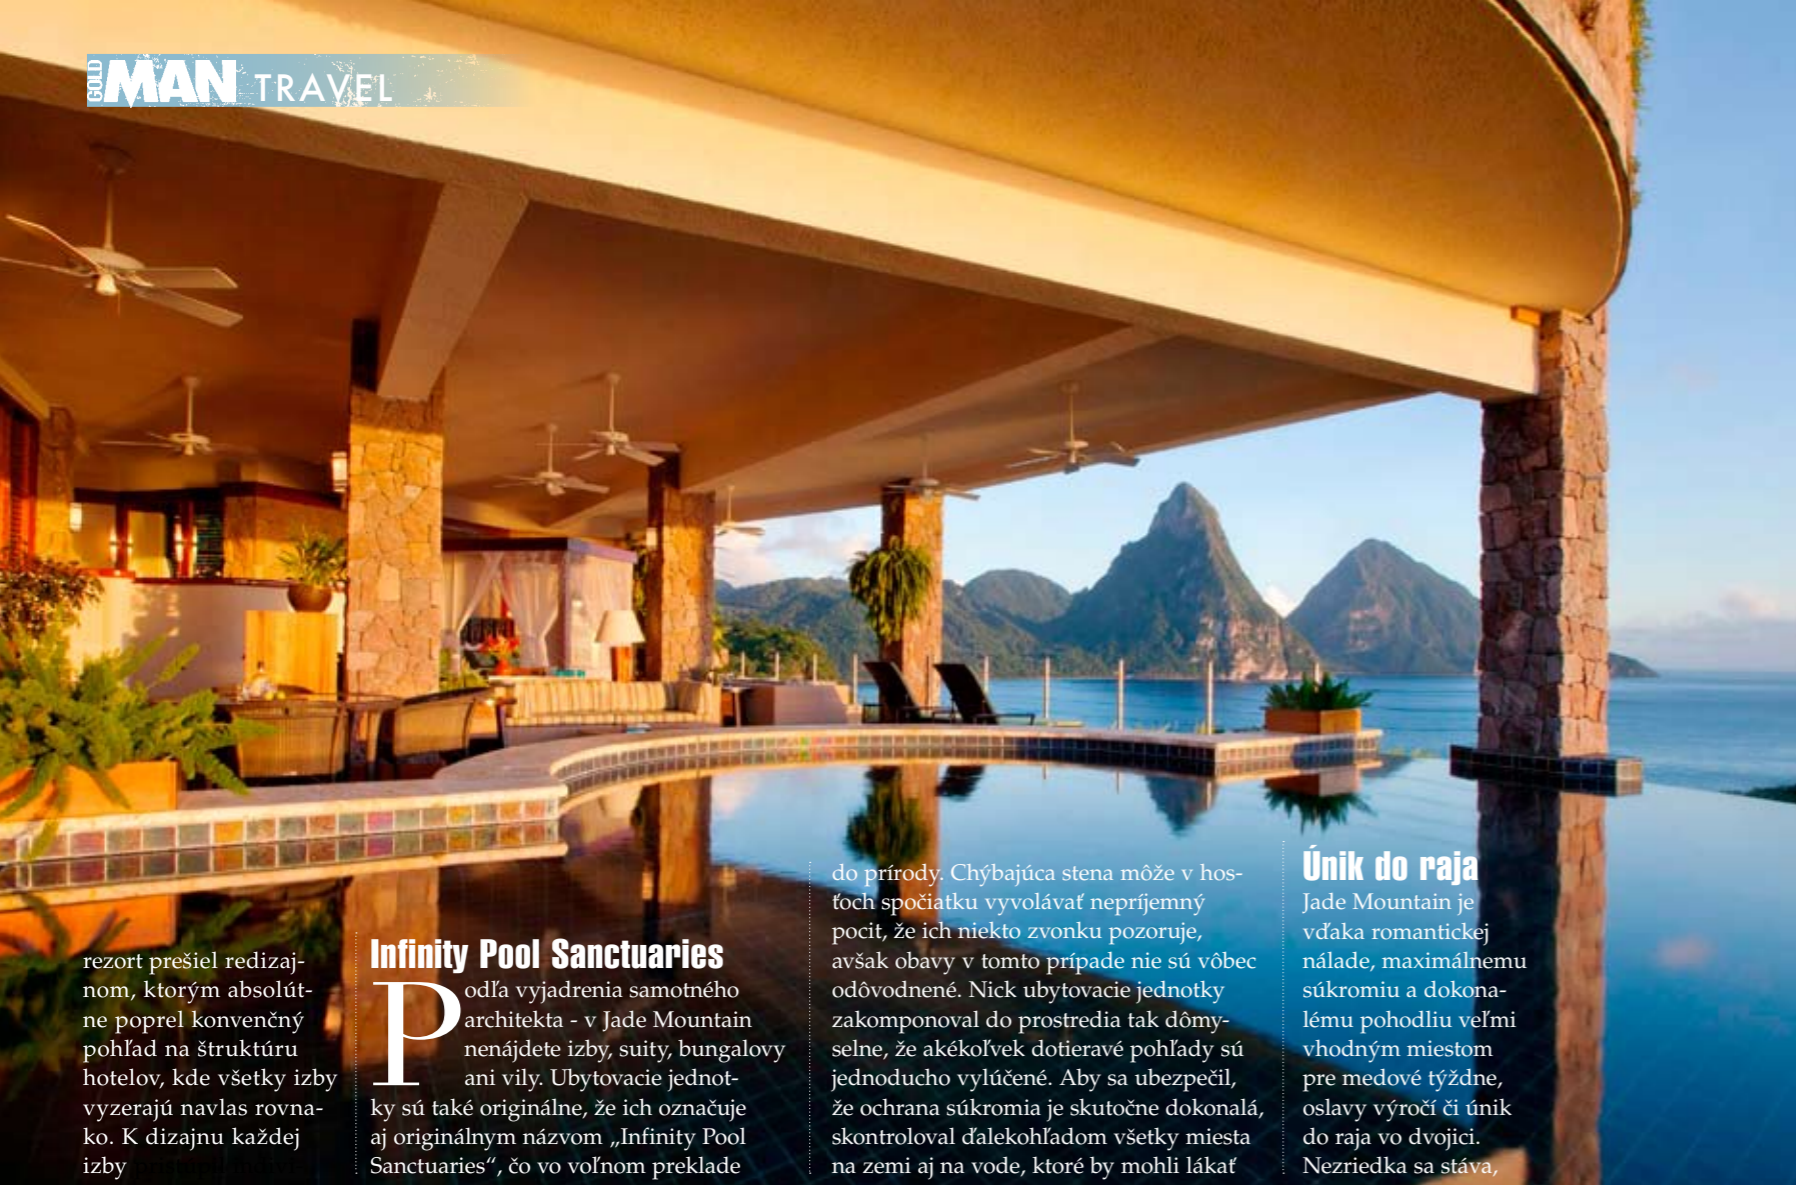 GOLD MAN TRAVEL
rezort prešiel redizaj-
nom, ktorým absolút-
ne poprel konvenčný
pohľad na štruktúru
hotelov, kde všetky izby
vyzerajú navlas rovna-
ko. K dizajnu každej
izby
Infinity Pool Sanctuaries
Podľa vyjadrenia samotného
architekta - v Jade Mountain
nenájdete izby, suity, bungalovy
ani vily. Ubytovacie jednot-
ky sú také originálne, že ich označuje
aj originálnym názvom „Infinity Pool
Sanctuaries“, čo vo voľnom preklade
do prírody. Chýbajúca stena môže v hos-
ťoch spočiatku vyvolávať nepríjemný
pocit, že ich niekto zvonku pozoruje,
avšak obavy v tomto prípade nie sú vôbec
odôvodnené. Nick ubytovacie jednotky
zakomponoval do prostredia tak dômy-
selne, že akékoľvek dotieravé pohľady sú
jednoducho vylúčené. Aby sa ubezpečil,
že ochrana súkromia je skutočne dokonalá,
skontroloval ďalekohľadom všetky miesta
na zemi aj na vode, ktoré by mohli lákať
Únik do raja
Jade Mountain je
vďaka romantickej
nálade, maximálnemu
súkromiu a dokona-
lému pohodliu veľmi
vhodným miestom
pre medové týždne,
oslavy výročí či únik
do raja vo dvojici.
Nezriedka sa stáva,